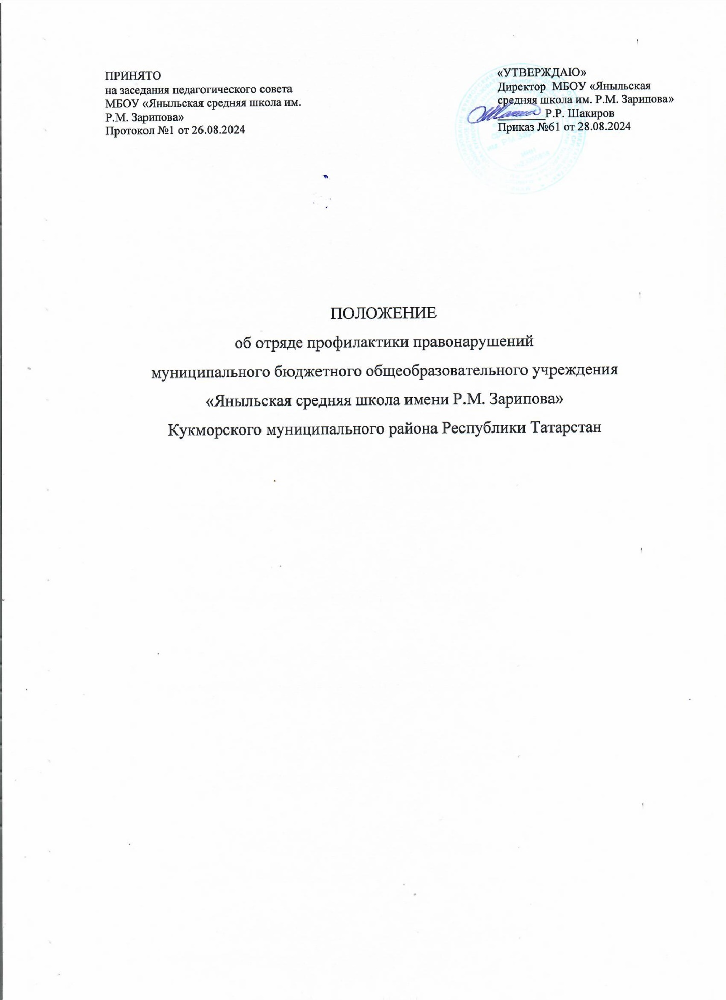 ПРИНЯТО
на заседания педагогического совета
МБОУ «Яныльская средняя школа им.
Р.М. Зарипова»
Протокол №1 от 26.08.2024
«УТВЕРЖДАЮ»
Директор МБОУ «Яныльская
средняя школа им. Р.М. Зарипова»
Р.Р. Шакиров
Приказ №61 от 28.08.2024
ПОЛОЖЕНИЕ
об отряде профилактики правонарушений
муниципального бюджетного общеобразовательного учреждения
«Яныльская средняя школа имени Р.М. Зарипова»
Кукморского муниципального района Республики Татарстан